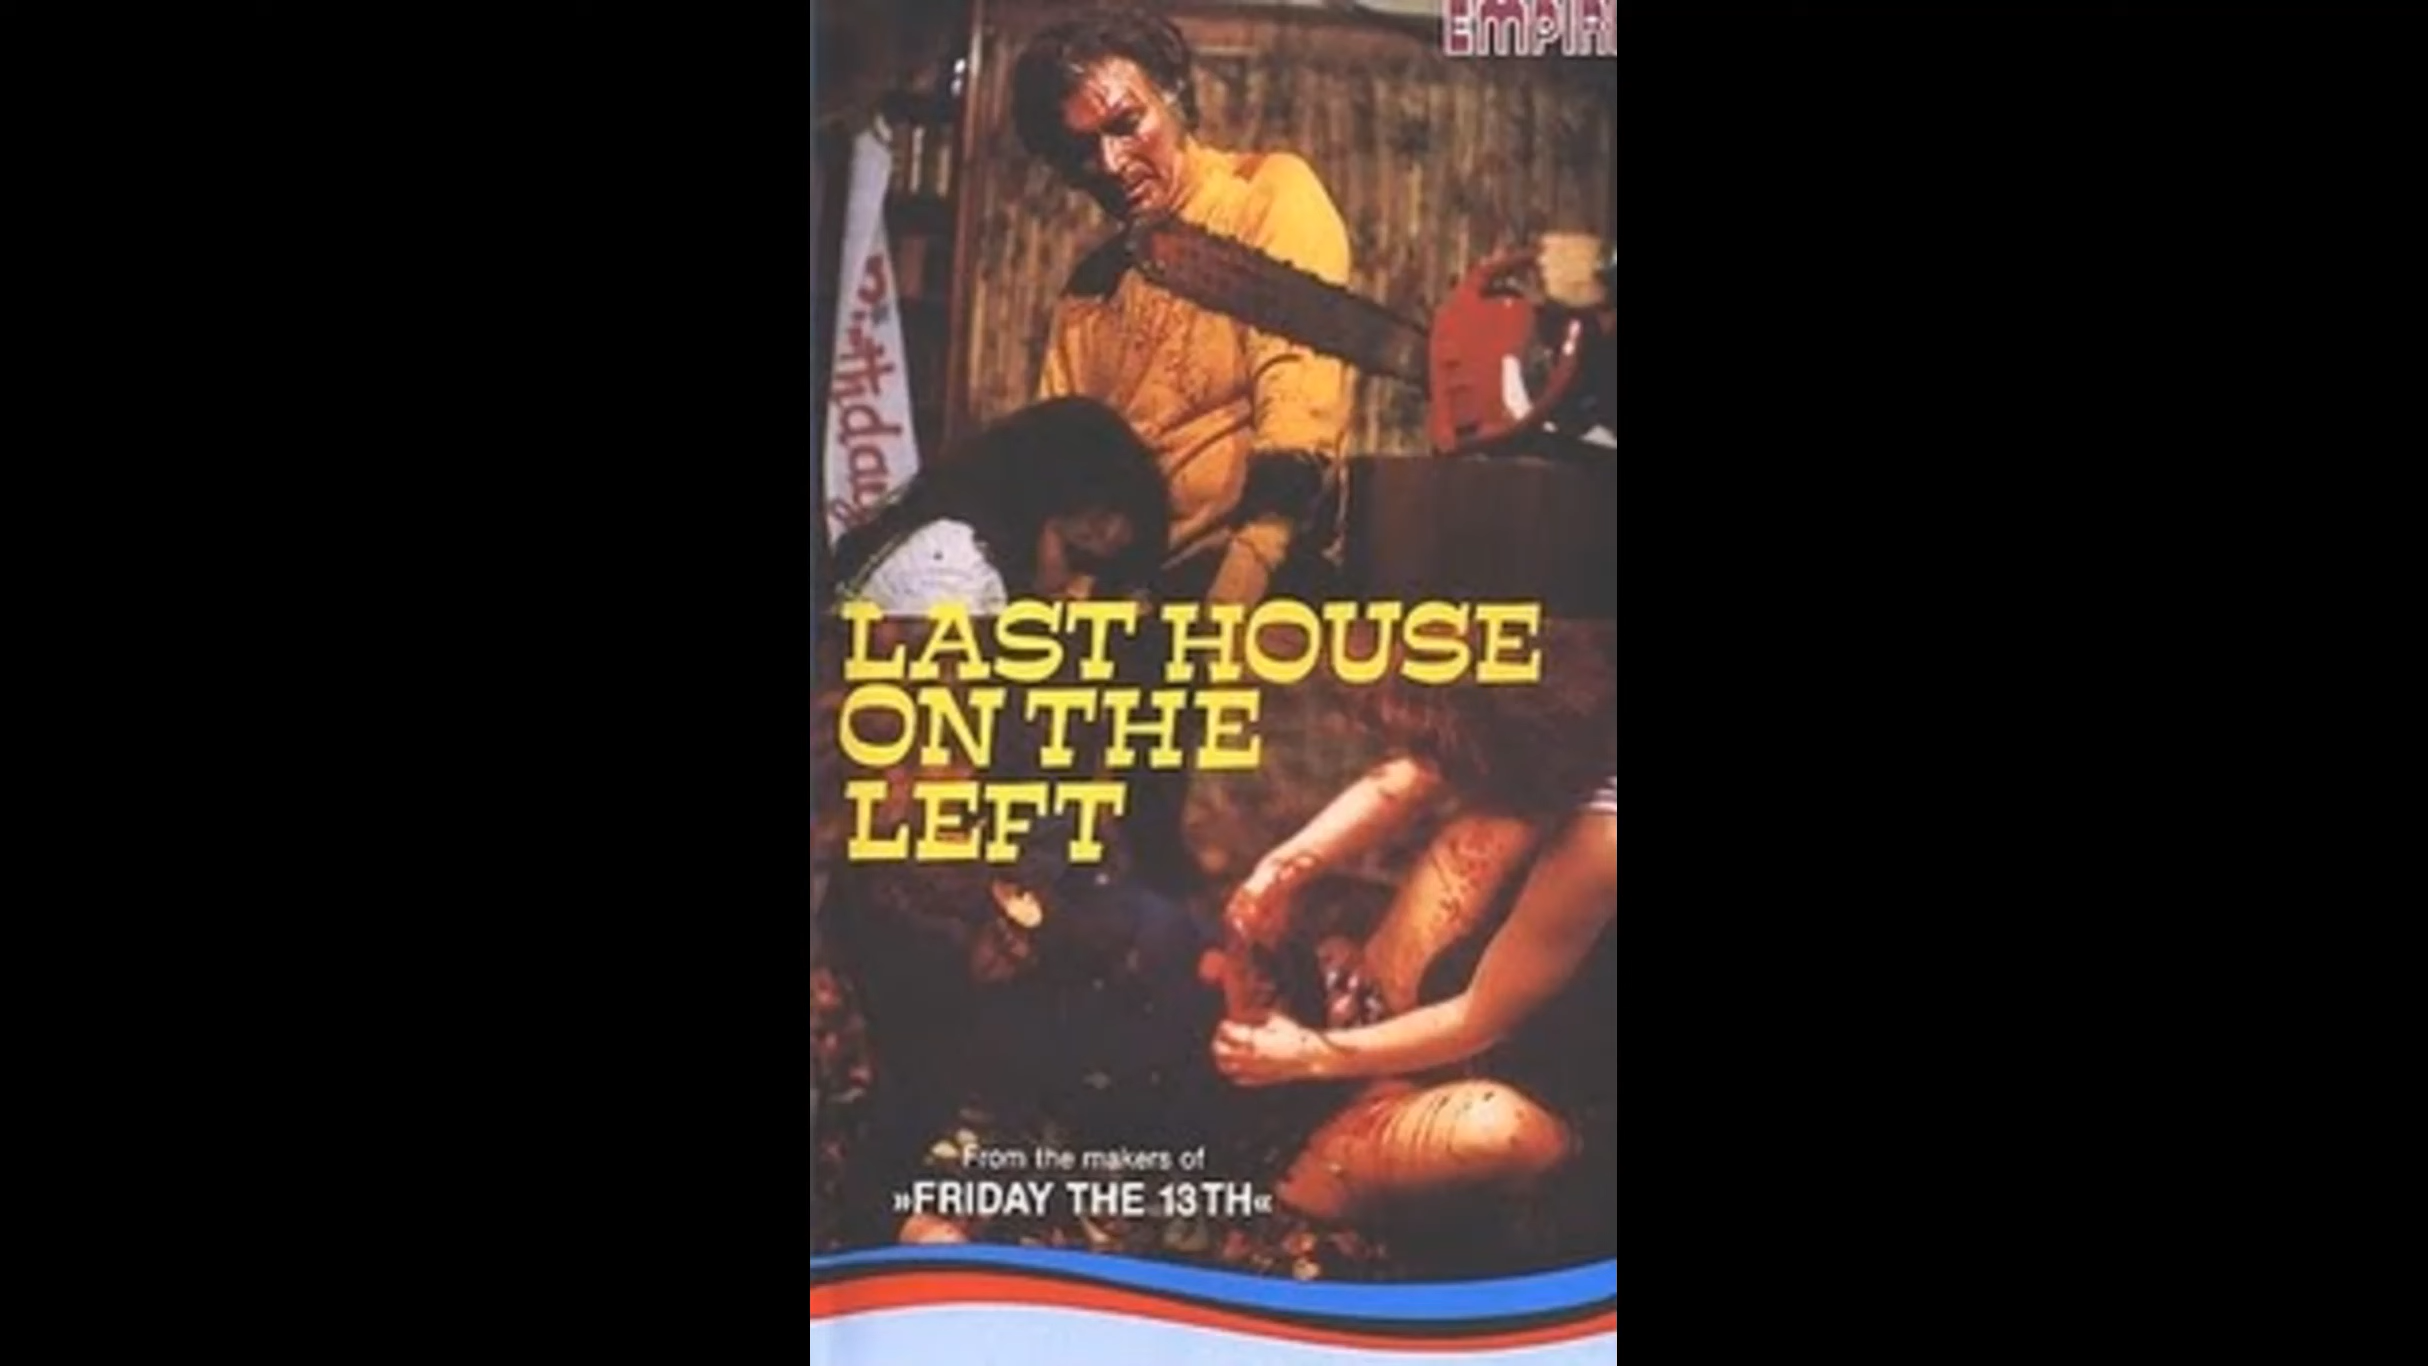 EMPIR
LAST HOUSE
ON THE
LEFT
From the makers of
»FRIDAY THE 13TH«